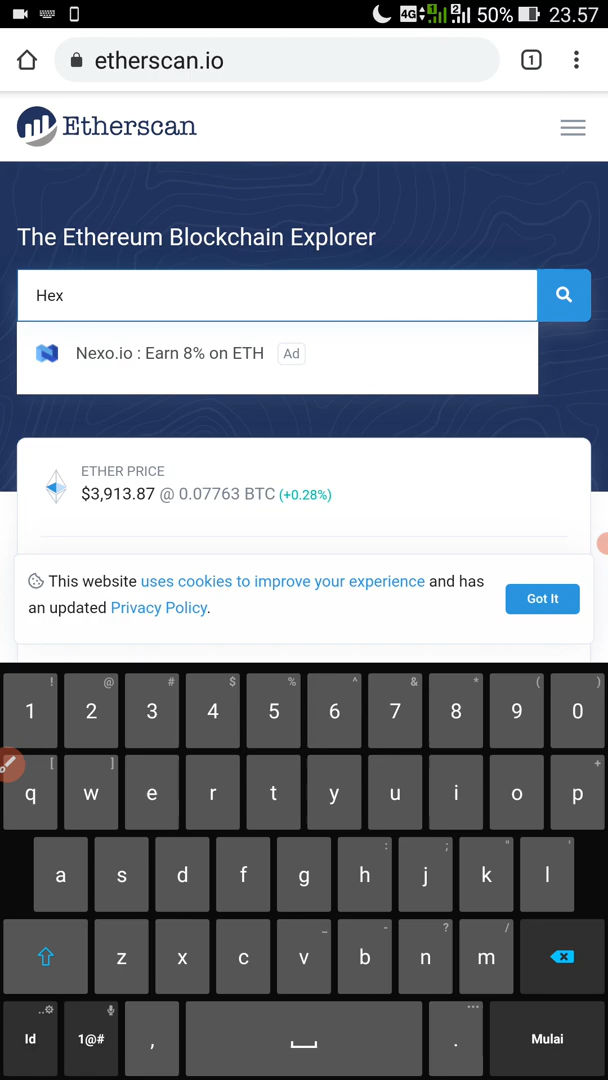 4G 1 2 50% 23.57
etherscan.io 1
Etherscan
The Ethereum Blockchain Explorer
Hex
Nexo.io : Earn 8% on ETH Ad
ETHER PRICE
$3,913.87 @ 0.07763 BTC (+0.28%)
This website uses cookies to improve your experience and has
an updated Privacy Policy.
Got It
! @ # $ % ^ & * ( )
1 2 3 4 5 6 7 8 9 0
[ ] +
q w e r t y u i o p
: ; " '
a s d f g h j k l
_ - ? /
z x c v b n m
Id 1@# , . Mulai